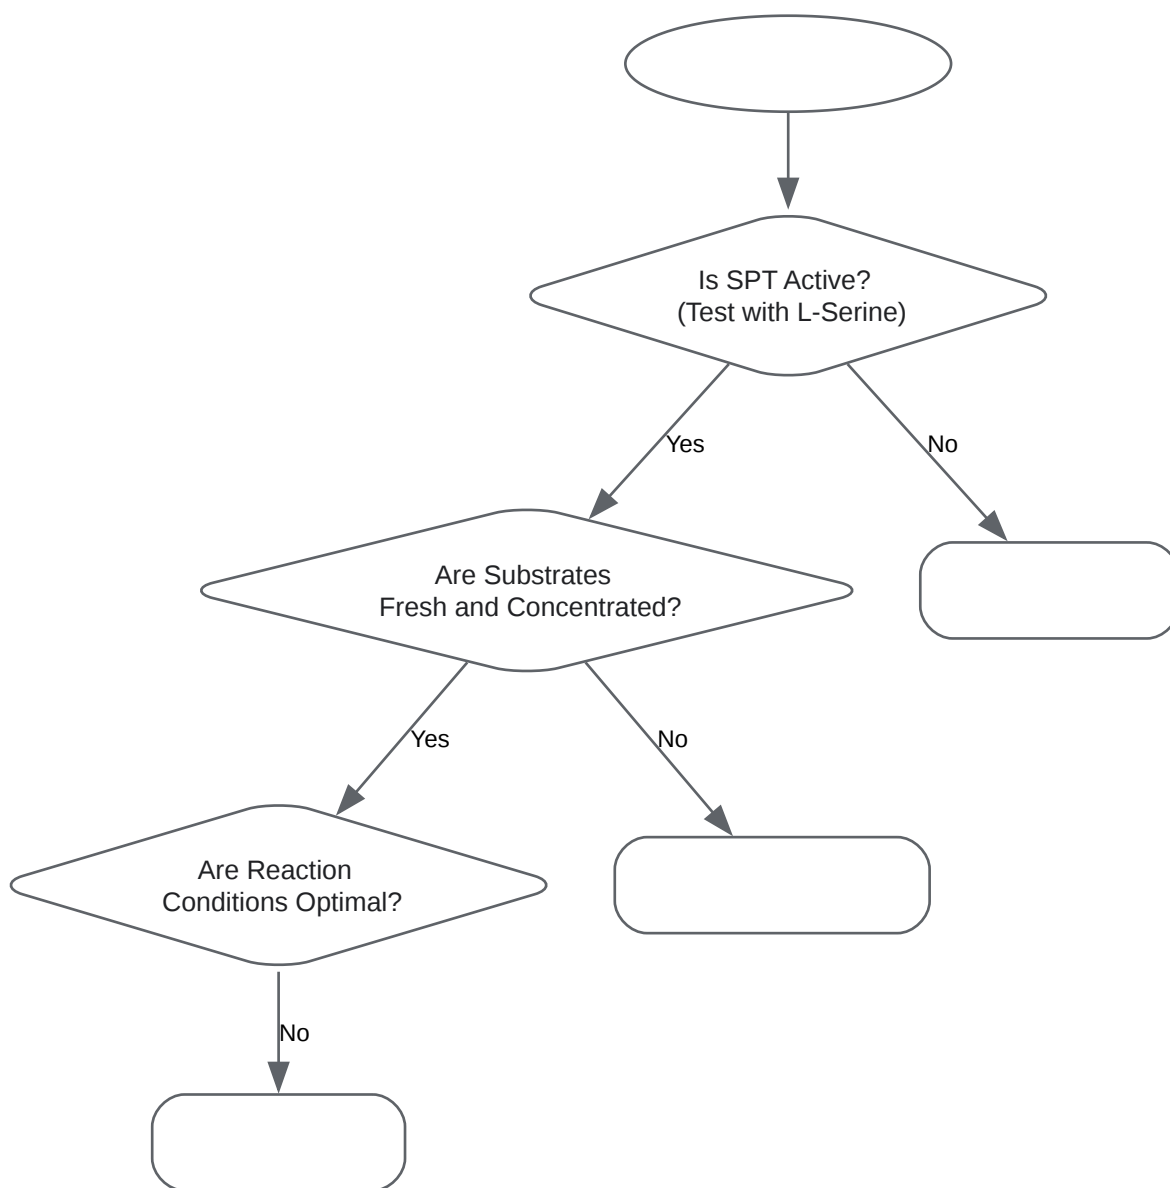 Is SPT Active?
(Test with L-Serine)
Yes
No
Are Substrates
Fresh and Concentrated?
Yes
No
Are Reaction
Conditions Optimal?
No